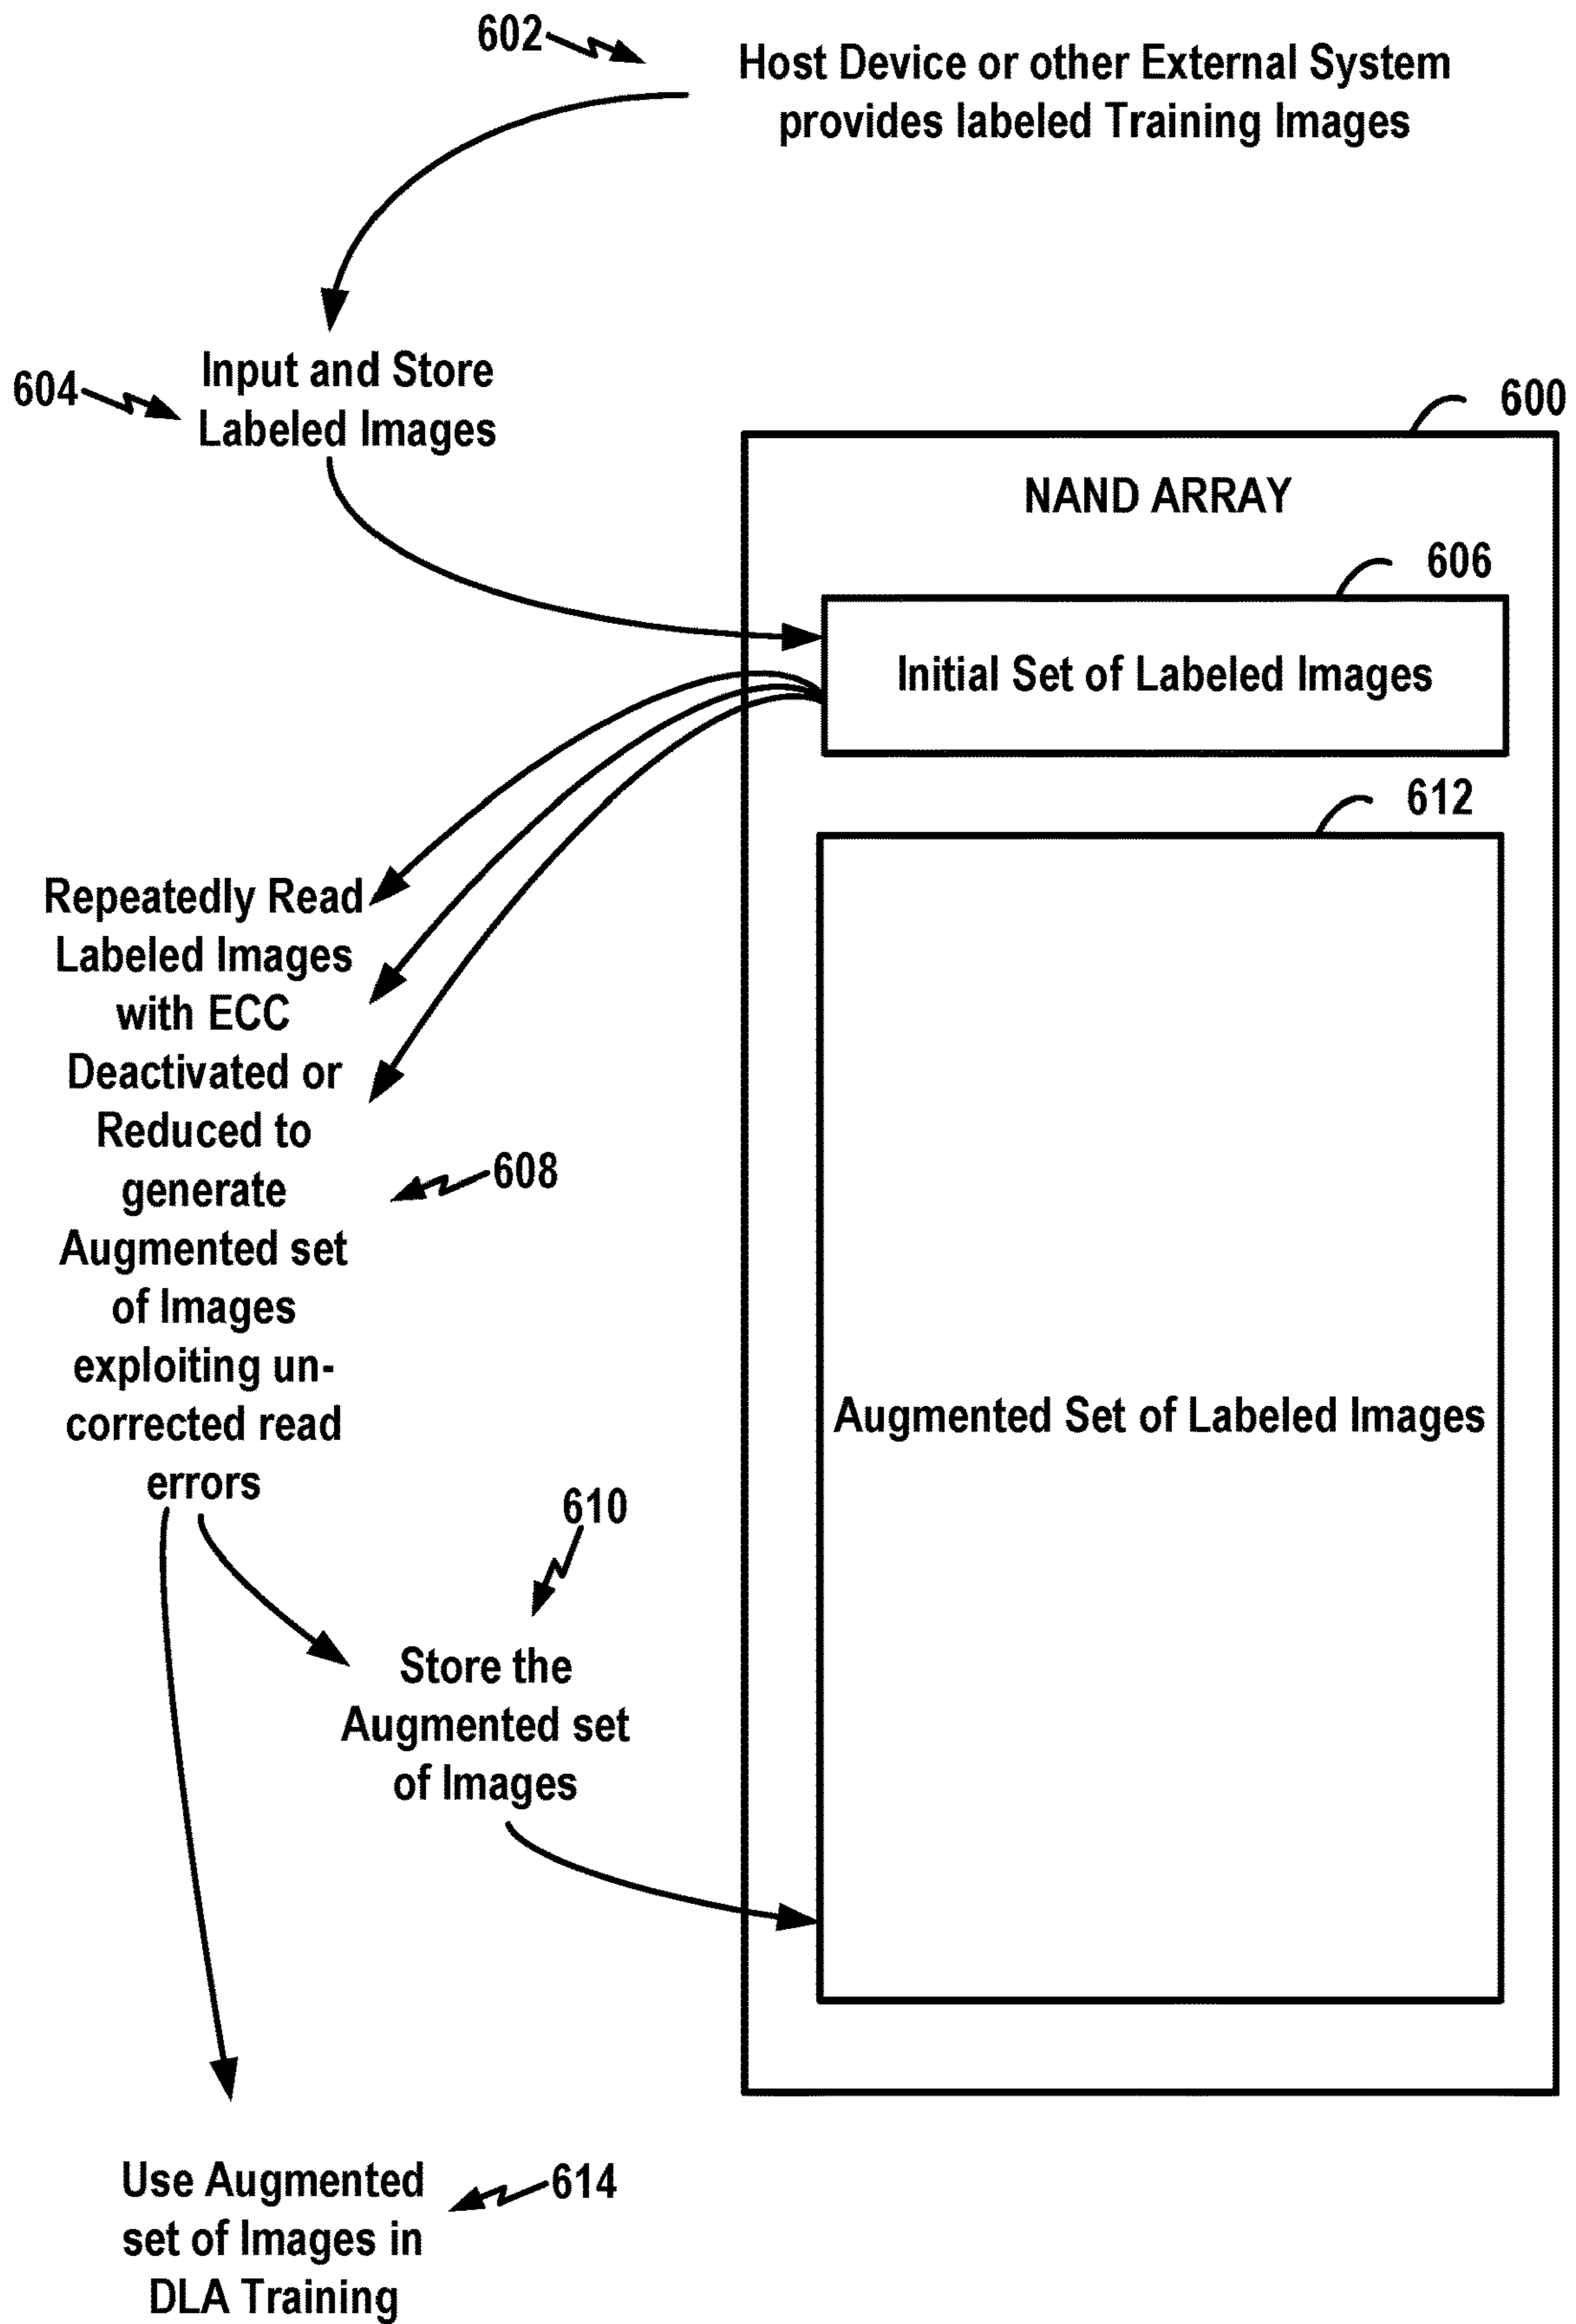 602
Host Device or other External System
provides labeled Training Images
604
Input and Store
Labeled Images
600
NAND ARRAY
606
Initial Set of Labeled Images
612
Repeatedly Read
Labeled Images
with ECC
Deactivated or
Reduced to
generate
Augmented set
of Images
exploiting un-
corrected read
errors
608
Augmented Set of Labeled Images
610
Store the
Augmented set
of Images
Use Augmented
set of Images in
DLA Training
614